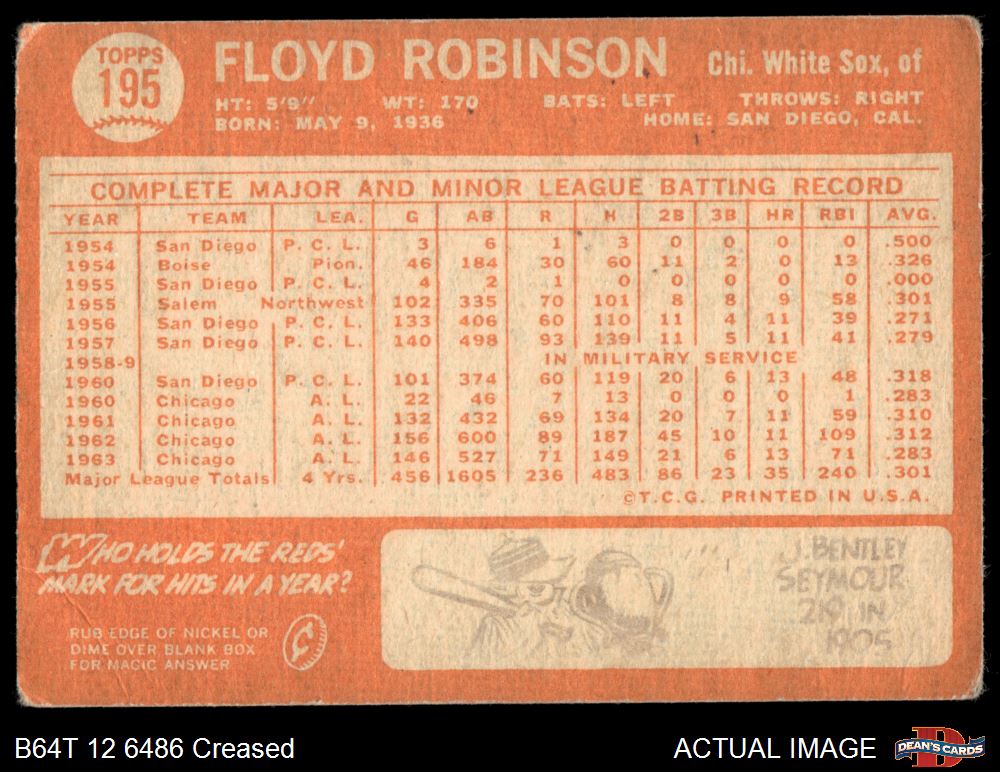 TOPPS
195
FLOYD ROBINSON Chi. White Sox, of
HT: 5'9" WT: 170 BATS: LEFT THROWS: RIGHT
BORN: MAY 9, 1936 HOME: SAN DIEGO, CAL.
COMPLETE MAJOR AND MINOR LEAGUE BATTING RECORD
YEAR TEAM LEA. G AB R H 2B 3B HR RBI AVG.
1954 San Diego P. C. L. 3 6 1 3 0 0 0 0 .500
1954 Boise Pion. 46 184 30 60 11 2 0 13 .326
1955 San Diego P. C. L. 4 2 1 0 0 0 0 0 .000
1955 Salem Northwest 102 335 70 101 8 8 9 58 .301
1956 San Diego P. C. L. 133 406 60 110 11 4 11 39 .271
1957 San Diego P. C. L. 140 498 93 139 11 5 11 41 .279
1958-9 IN MILITARY SERVICE
1960 San Diego P. C. L. 101 374 60 119 20 6 13 48 .318
1960 Chicago A. L. 22 46 7 13 0 0 0 1 .283
1961 Chicago A. L. 132 432 69 134 20 7 11 59 .310
1962 Chicago A. L. 156 600 89 187 45 10 11 109 .312
1963 Chicago A. L. 146 527 71 149 21 6 13 71 .283
Major League Totals 4 Yrs. 456 1605 236 483 86 23 35 240 .301
©T.C.G. PRINTED IN U.S.A.
WHO HOLDS THE REDS'
MARK FOR HITS IN A YEAR?
RUB EDGE OF NICKEL OR
DIME OVER BLANK BOX
FOR MAGIC ANSWER
J. BENTLEY
SEYMOUR
219 IN
1905
B64T 12 6486 Creased
ACTUAL IMAGE
DEAN'S CARDS